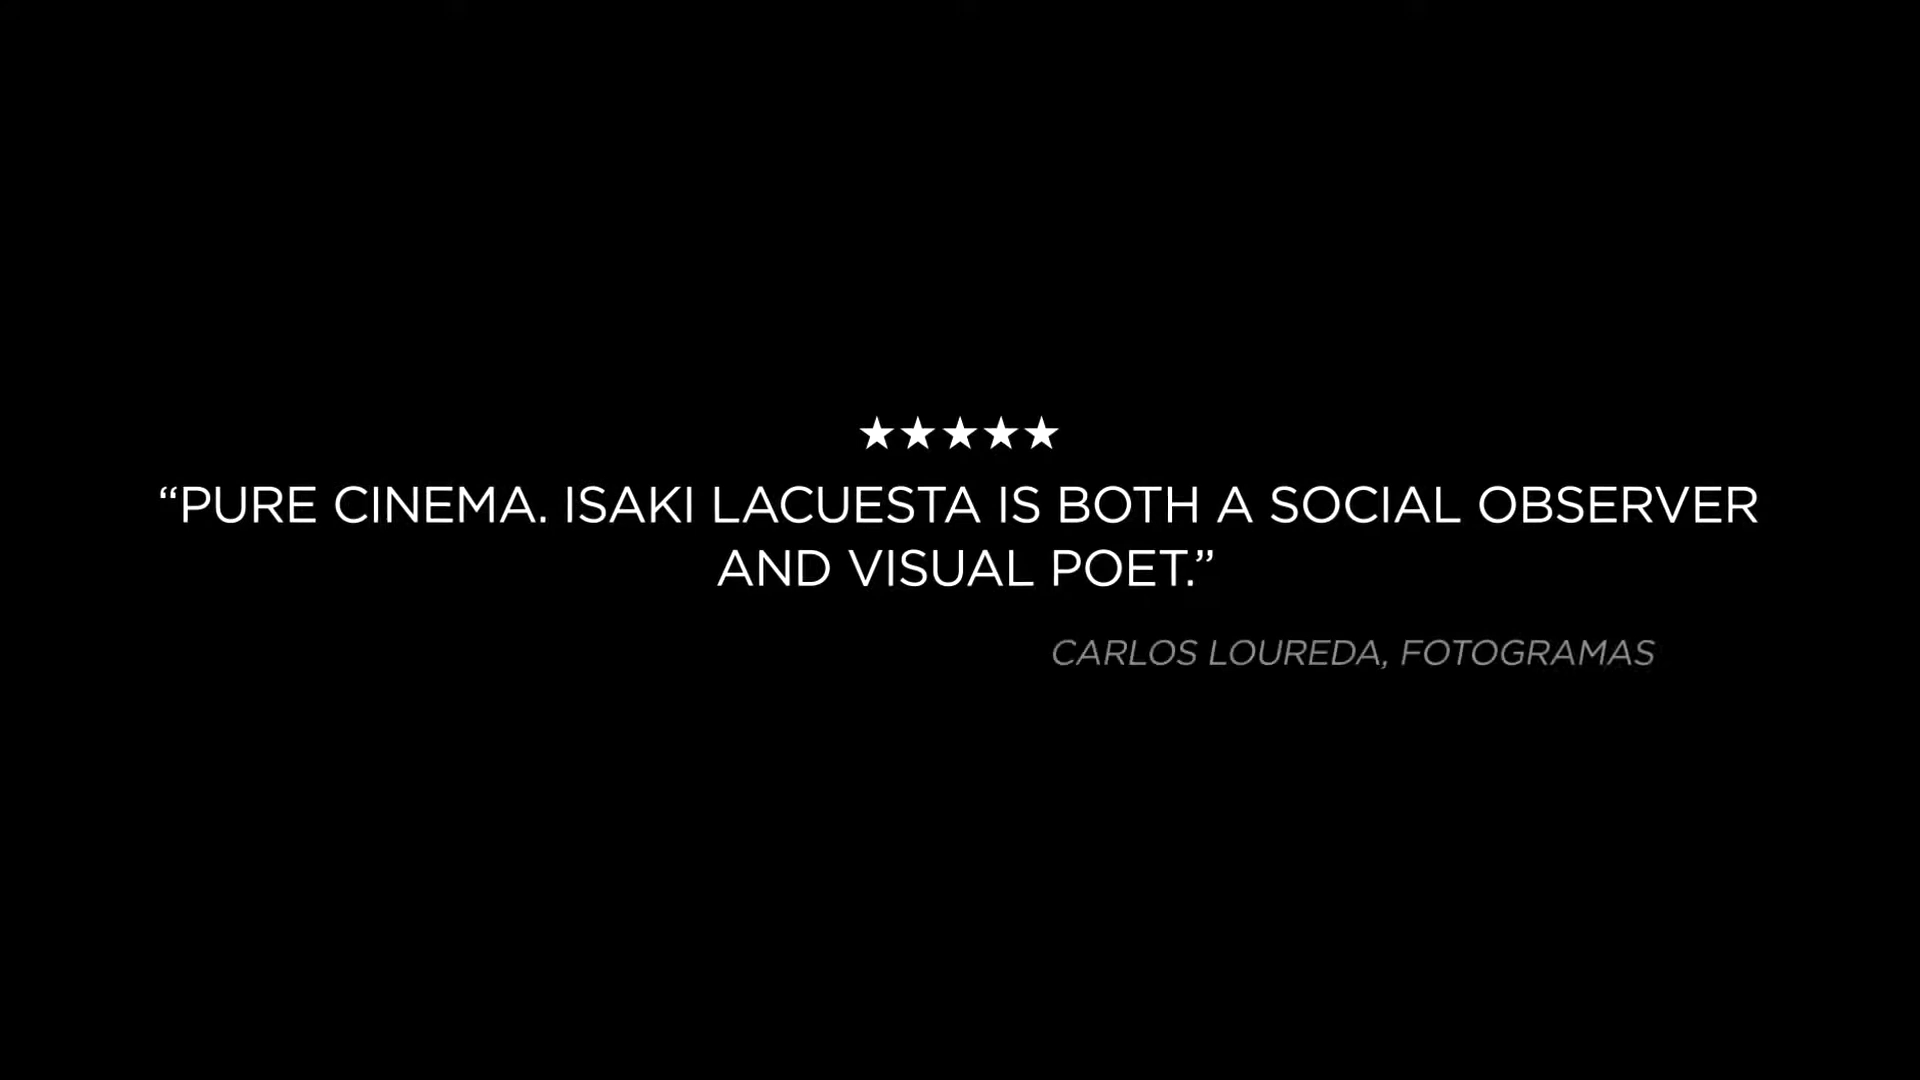 ★★★★★
“PURE CINEMA. ISAKI LACUESTA IS BOTH A SOCIAL OBSERVER
AND VISUAL POET.”
CARLOS LOUREDA, FOTOGRAMAS